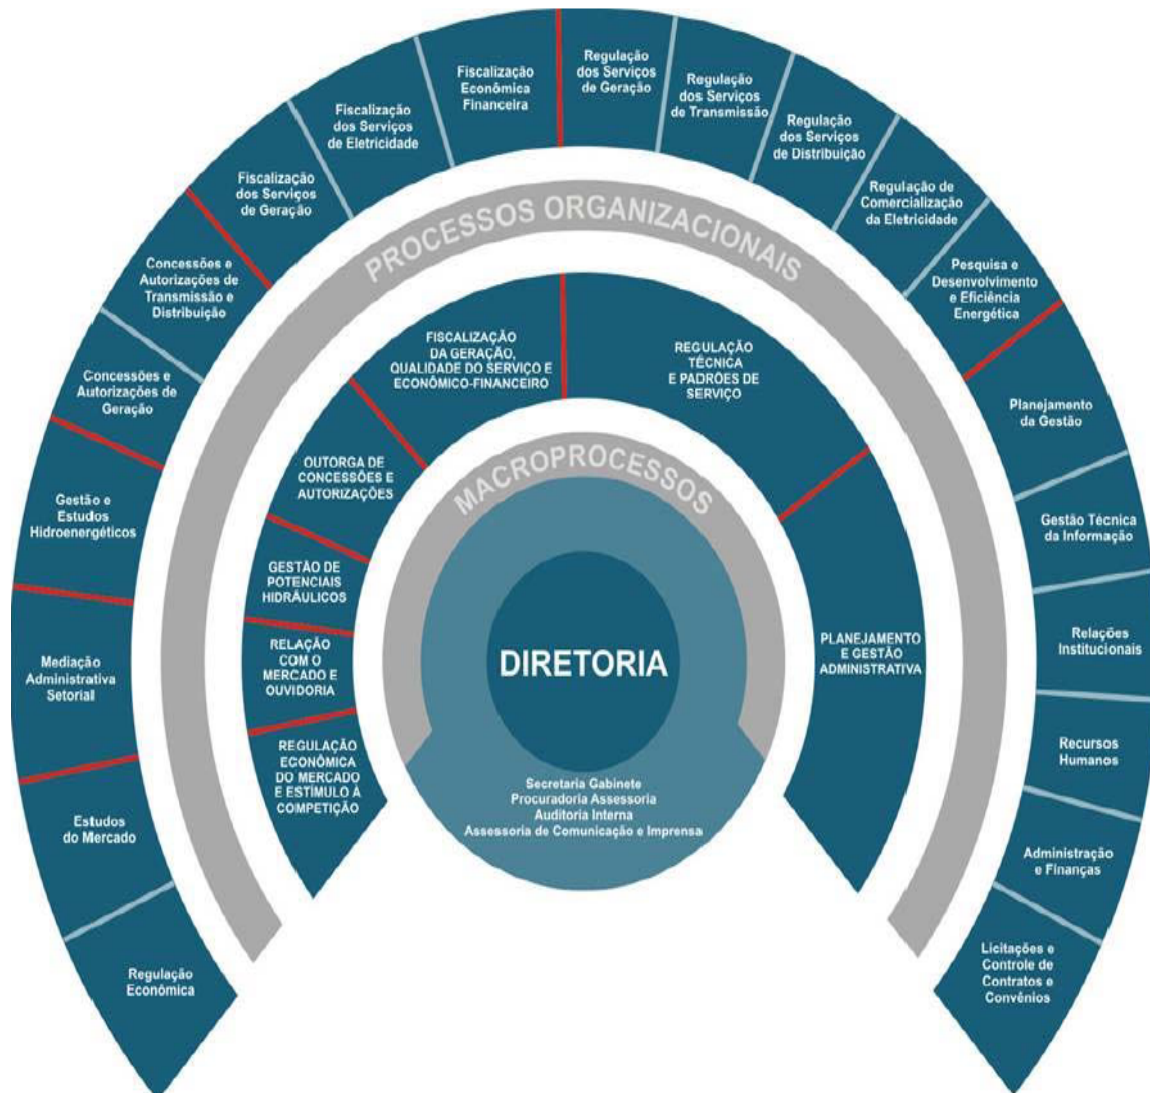 Regulação
Econômica
Estudos
do Mercado
Mediação
Administrativa
Setorial
Gestão e
Estudos
Hidroenergéticos
Concessões e
Autorizações de
Geração
Concessões e
Autorizações de
Transmissão e
Distribuição
Fiscalização
dos Serviços
de Geração
Fiscalização
dos Serviços
de Eletricidade
Fiscalização
Econômica
Financeira
Regulação
dos Serviços
de Geração
Regulação
dos Serviços
de Transmissão
Regulação
dos Serviços
de Distribuição
Regulação de
Comercialização
da Eletricidade
Pesquisa e
Desenvolvimento
e Eficiência
Energética
Planejamento
da Gestão
Gestão Técnica
da Informação
Relações
Institucionais
Recursos
Humanos
Administração
e Finanças
Licitações e
Controle de
Contratos e
Convênios
PROCESSOS ORGANIZACIONAIS
REGULAÇÃO
ECONÔMICA
DO MERCADO
E ESTÍMULO À
COMPETIÇÃO
RELAÇÃO
COM O
MERCADO E
OUVIDORIA
GESTÃO DE
POTENCIAIS
HIDRÁULICOS
OUTORGA DE
CONCESSÕES E
AUTORIZAÇÕES
FISCALIZAÇÃO
DA GERAÇÃO,
QUALIDADE DO SERVIÇO E
ECONÔMICO-FINANCEIRO
REGULAÇÃO
TÉCNICA
E PADRÕES DE
SERVIÇO
PLANEJAMENTO
E GESTÃO
ADMINISTRATIVA
MACROPROCESSOS
DIRETORIA
Secretaria Gabinete
Procuradoria Assessoria
Auditoria Interna
Assessoria de Comunicação e Imprensa